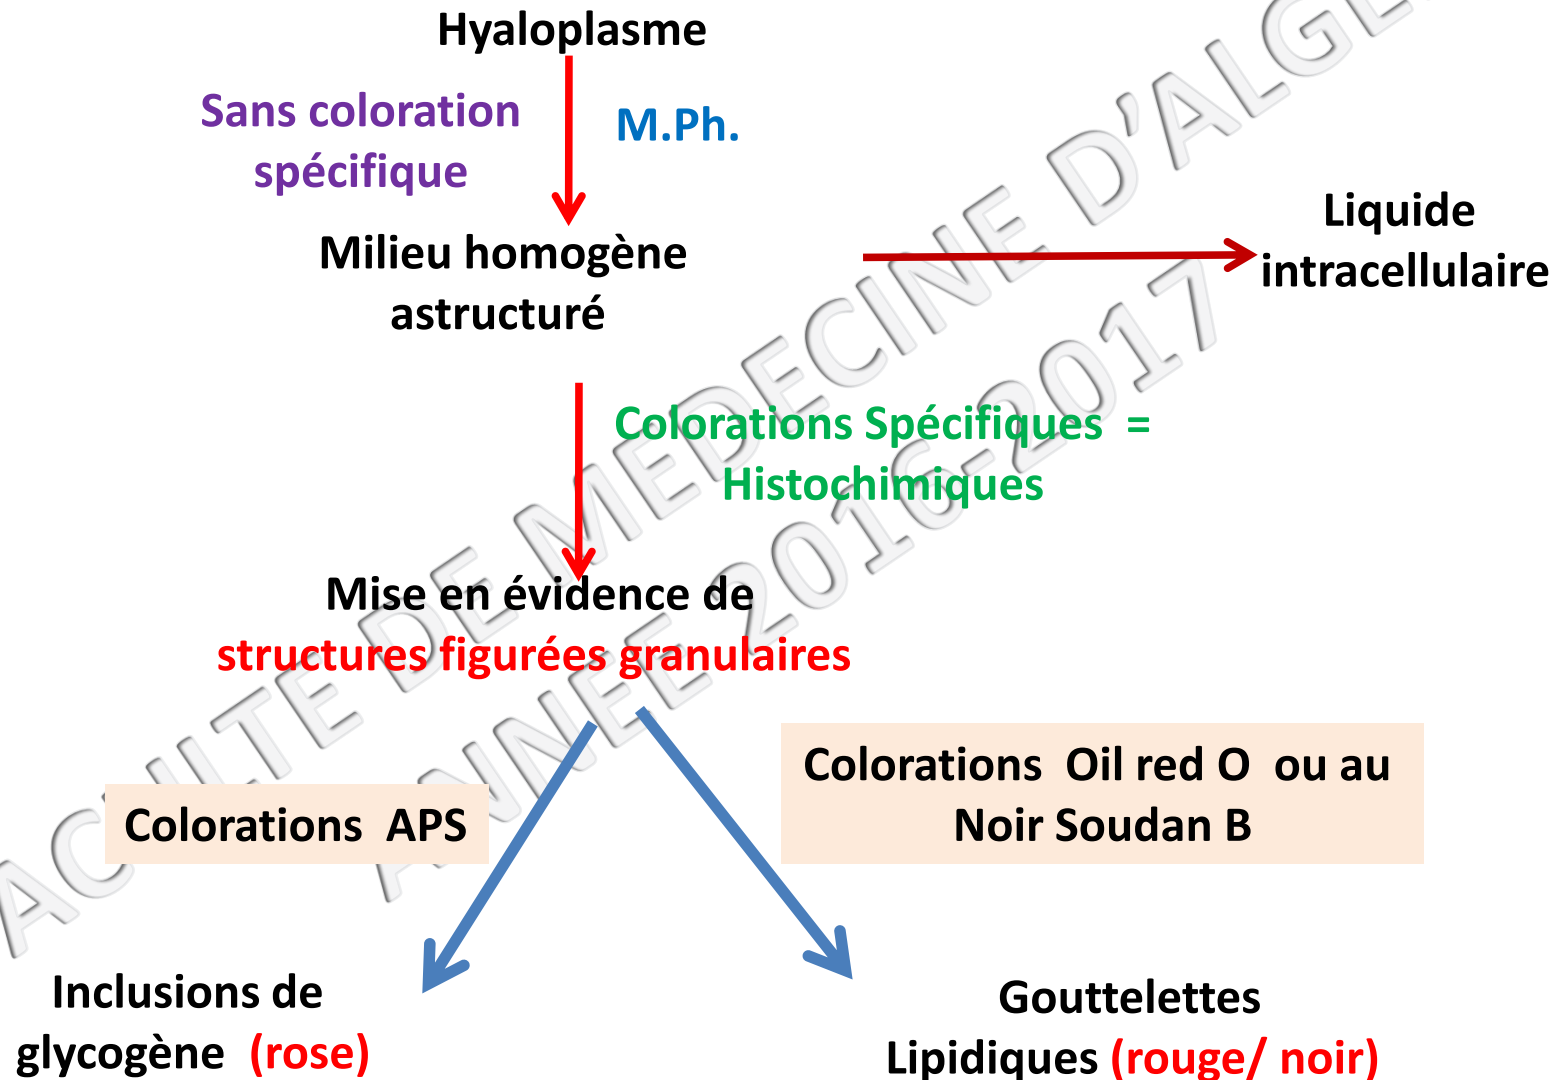 Hyaloplasme
Sans coloration
spécifique
M.Ph.
Milieu homogène
astructuré
Liquide
intracellulaire
Colorations Spécifiques =
Histochimiques
Mise en évidence de
structures figurées granulaires
Colorations APS
Colorations Oil red O ou au
Noir Soudan B
Inclusions de
glycogène (rose)
Gouttelettes
Lipidiques (rouge/ noir)
ACULTE DE MEDECINE D'ALGE
ANNEE 2016-2017